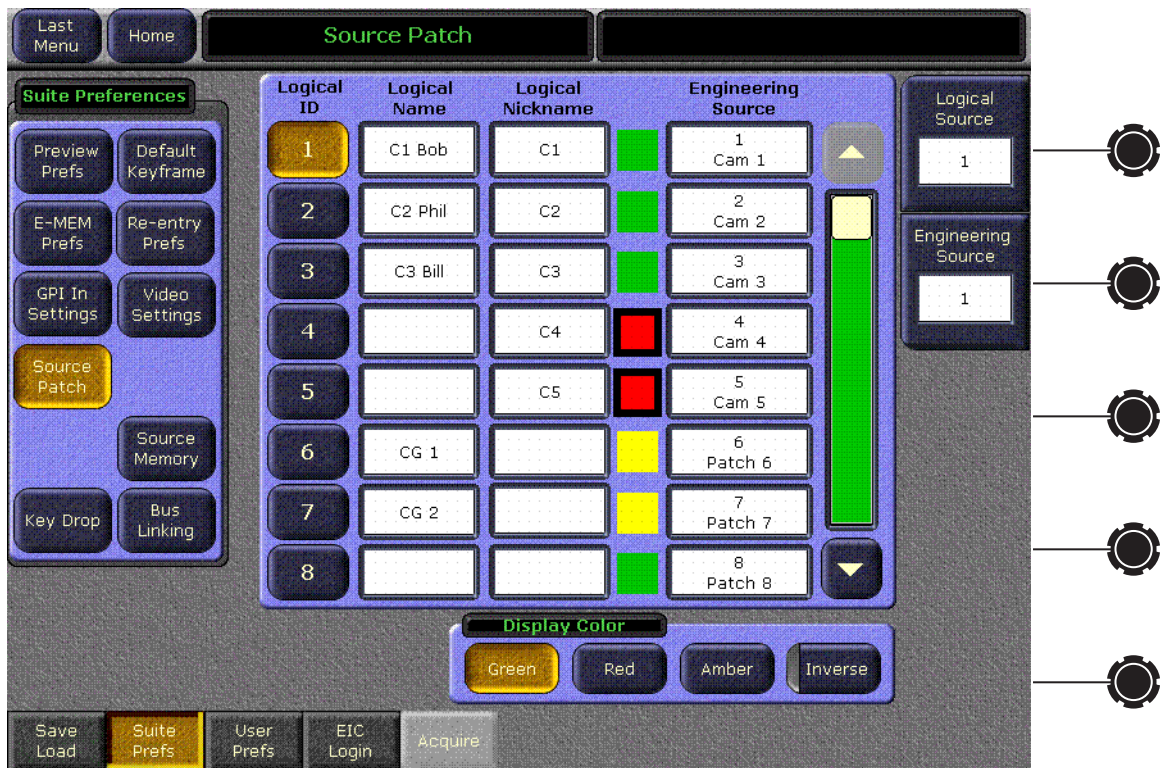 Last
Menu
Home
Source Patch
Suite Preferences
Preview
Prefs
Default
Keyframe
E-MEM
Prefs
Re-entry
Prefs
GPI In
Settings
Video
Settings
Source
Patch
Source
Memory
Key Drop
Bus
Linking
Logical
ID
Logical
Name
Logical
Nickname
Engineering
Source
1
C1 Bob
C1
1
Cam 1
2
C2 Phil
C2
2
Cam 2
3
C3 Bill
C3
3
Cam 3
4
C4
4
Cam 4
5
C5
5
Cam 5
6
CG 1
6
Patch 6
7
CG 2
7
Patch 7
8
8
Patch 8
Logical
Source
1
Engineering
Source
1
Display Color
Green
Red
Amber
Inverse
Save
Load
Suite
Prefs
User
Prefs
EIC
Login
Acquire